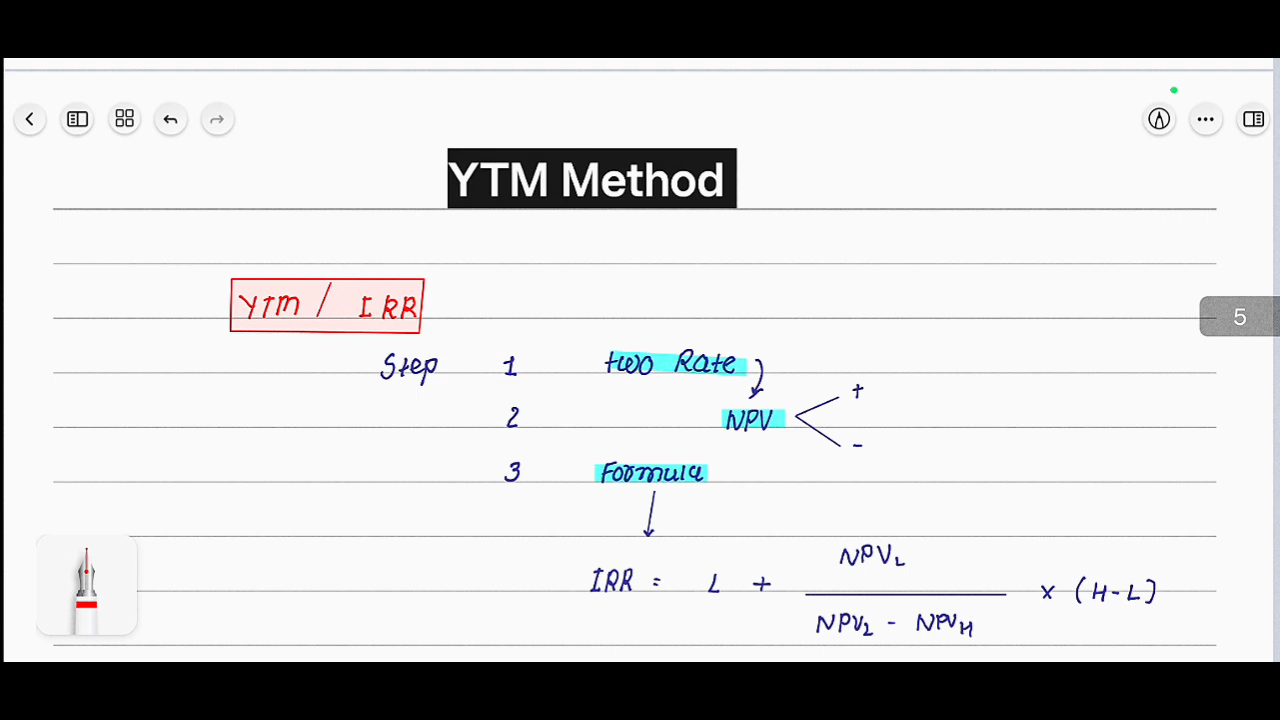 YTM Method
YTM / IRR
5
Step 1 two Rate
2 NPV +
-
3 Formula
IRR = L + NPVL / NPVL - NPVH × (H-L)